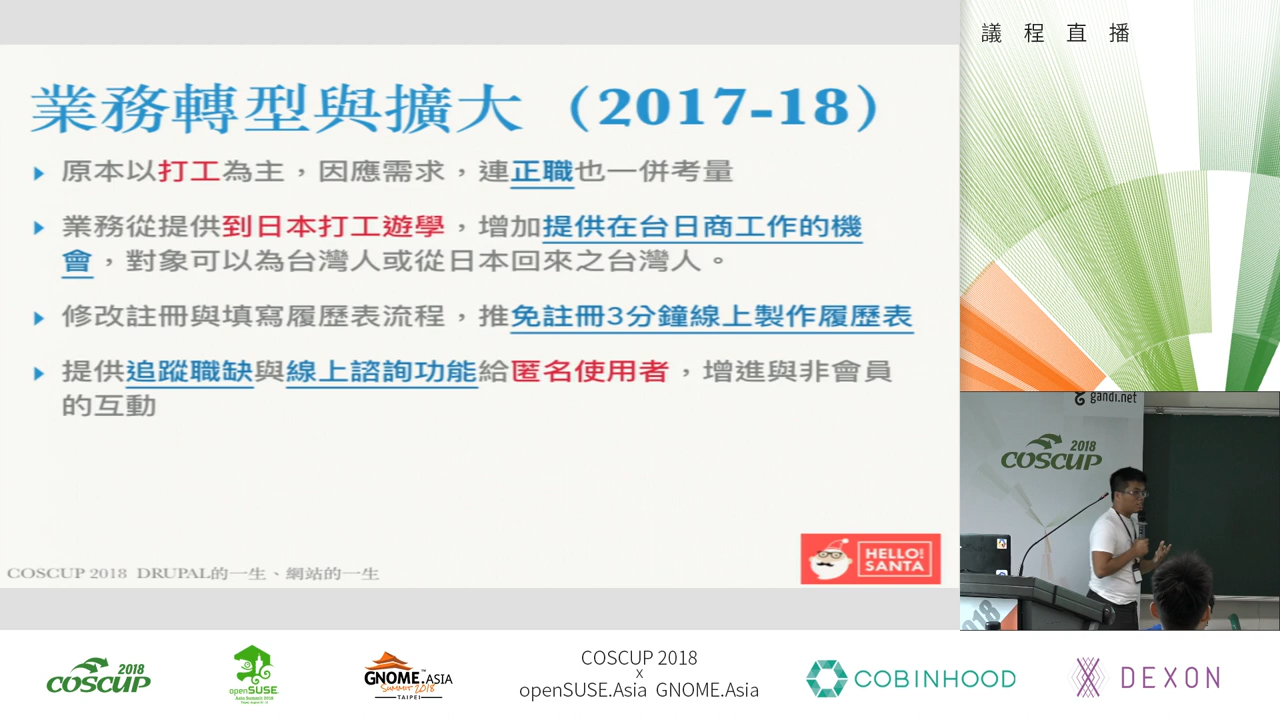 議程直播
業務轉型與擴大（2017-18）
原本以打工為主，因應需求，連正職也一併考量
業務從提供到日本打工遊學，增加提供在台日商工作的機
會，對象可以為台灣人或從日本回來之台灣人。
修改註冊與填寫履歷表流程，推免註冊3分鐘線上製作履歷表
提供追蹤職缺與線上諮詢功能給匿名使用者，增進與非會員
的互動
HELLO!
SANTA
COSCUP 2018 DRUPAL的一生、網站的一生
gandi.net
2018
COSCUP
2018
2018
COSCUP
openSUSE
GNOME.ASIA
SUMMIT 2018
TAIPEI
COSCUP 2018
x
openSUSE.Asia GNOME.Asia
COBINHOOD
DEXON